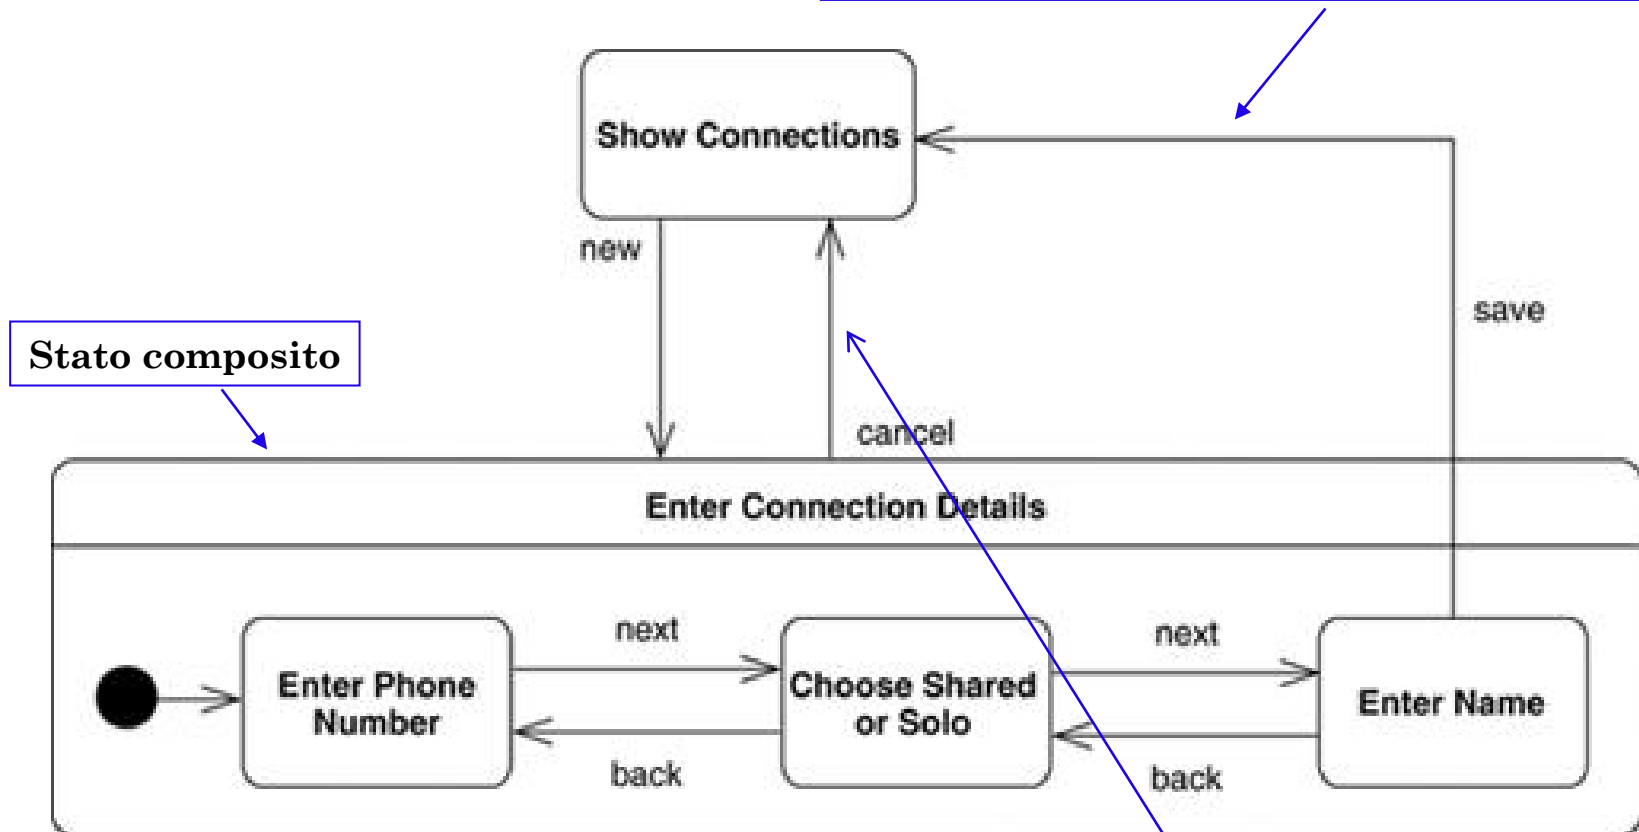 Show Connections
new
save
Stato composito
cancel
Enter Connection Details
next
next
Enter Phone
Number
Choose Shared
or Solo
Enter Name
back
back